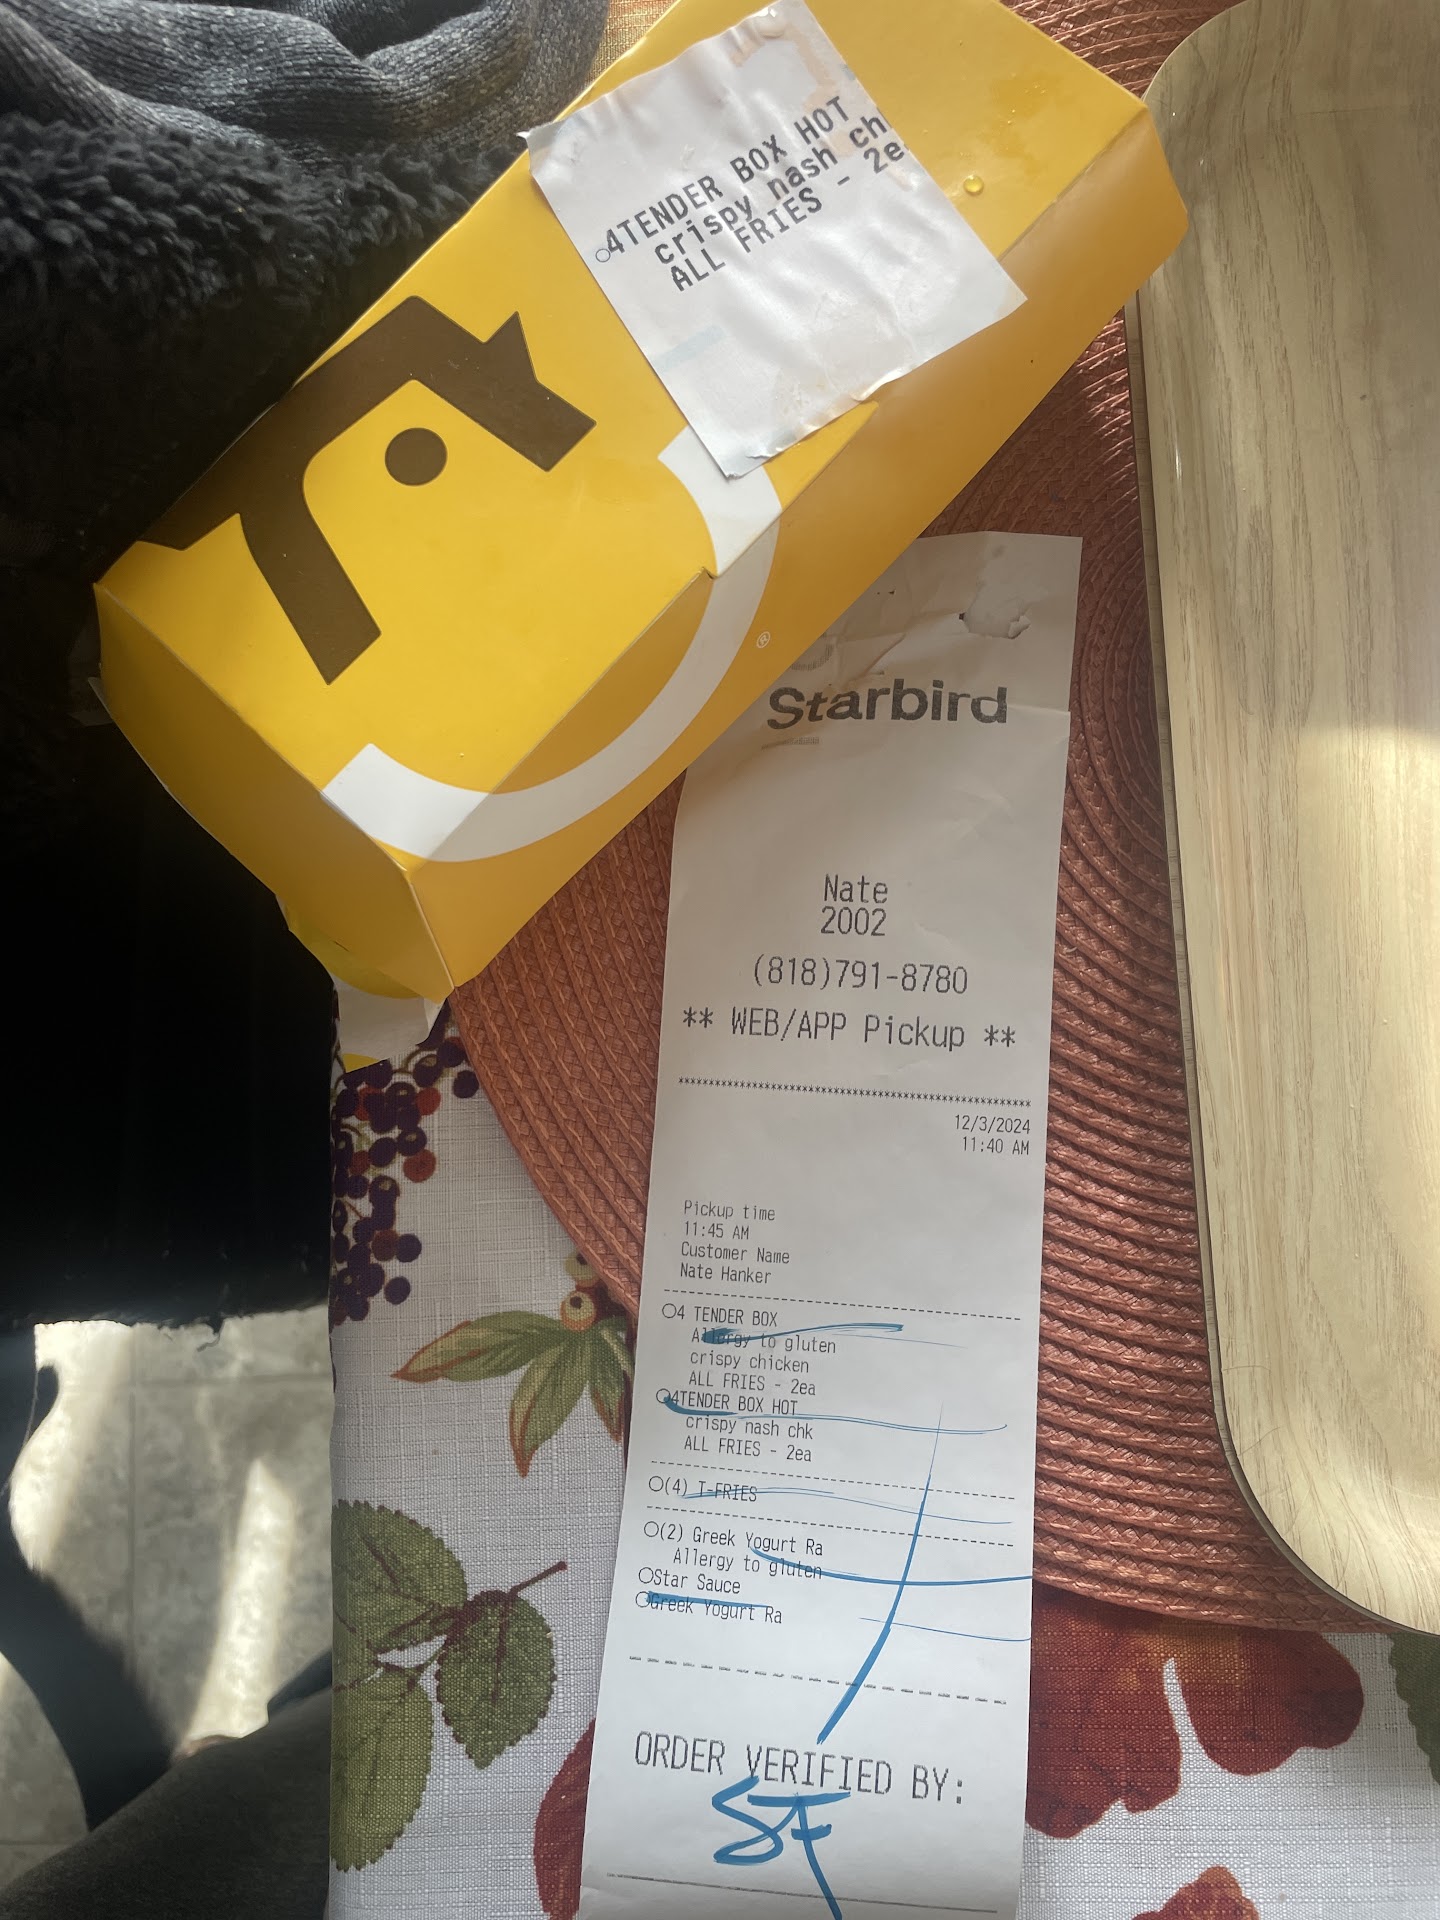 4TENDER BOX HOT
crispy nash ch
ALL FRIES - 2ea
®
Starbird
Nate
2002
(818)791-8780
** WEB/APP Pickup **
12/3/2024
11:40 AM
Pickup time
11:45 AM
Customer Name
Nate Hanker
4 TENDER BOX
Allergy to gluten
crispy chicken
ALL FRIES - 2ea
4TENDER BOX HOT
crispy nash chk
ALL FRIES - 2ea
(4) T-FRIES
(2) Greek Yogurt Ra
Allergy to gluten
Star Sauce
Greek Yogurt Ra
ORDER VERIFIED BY: